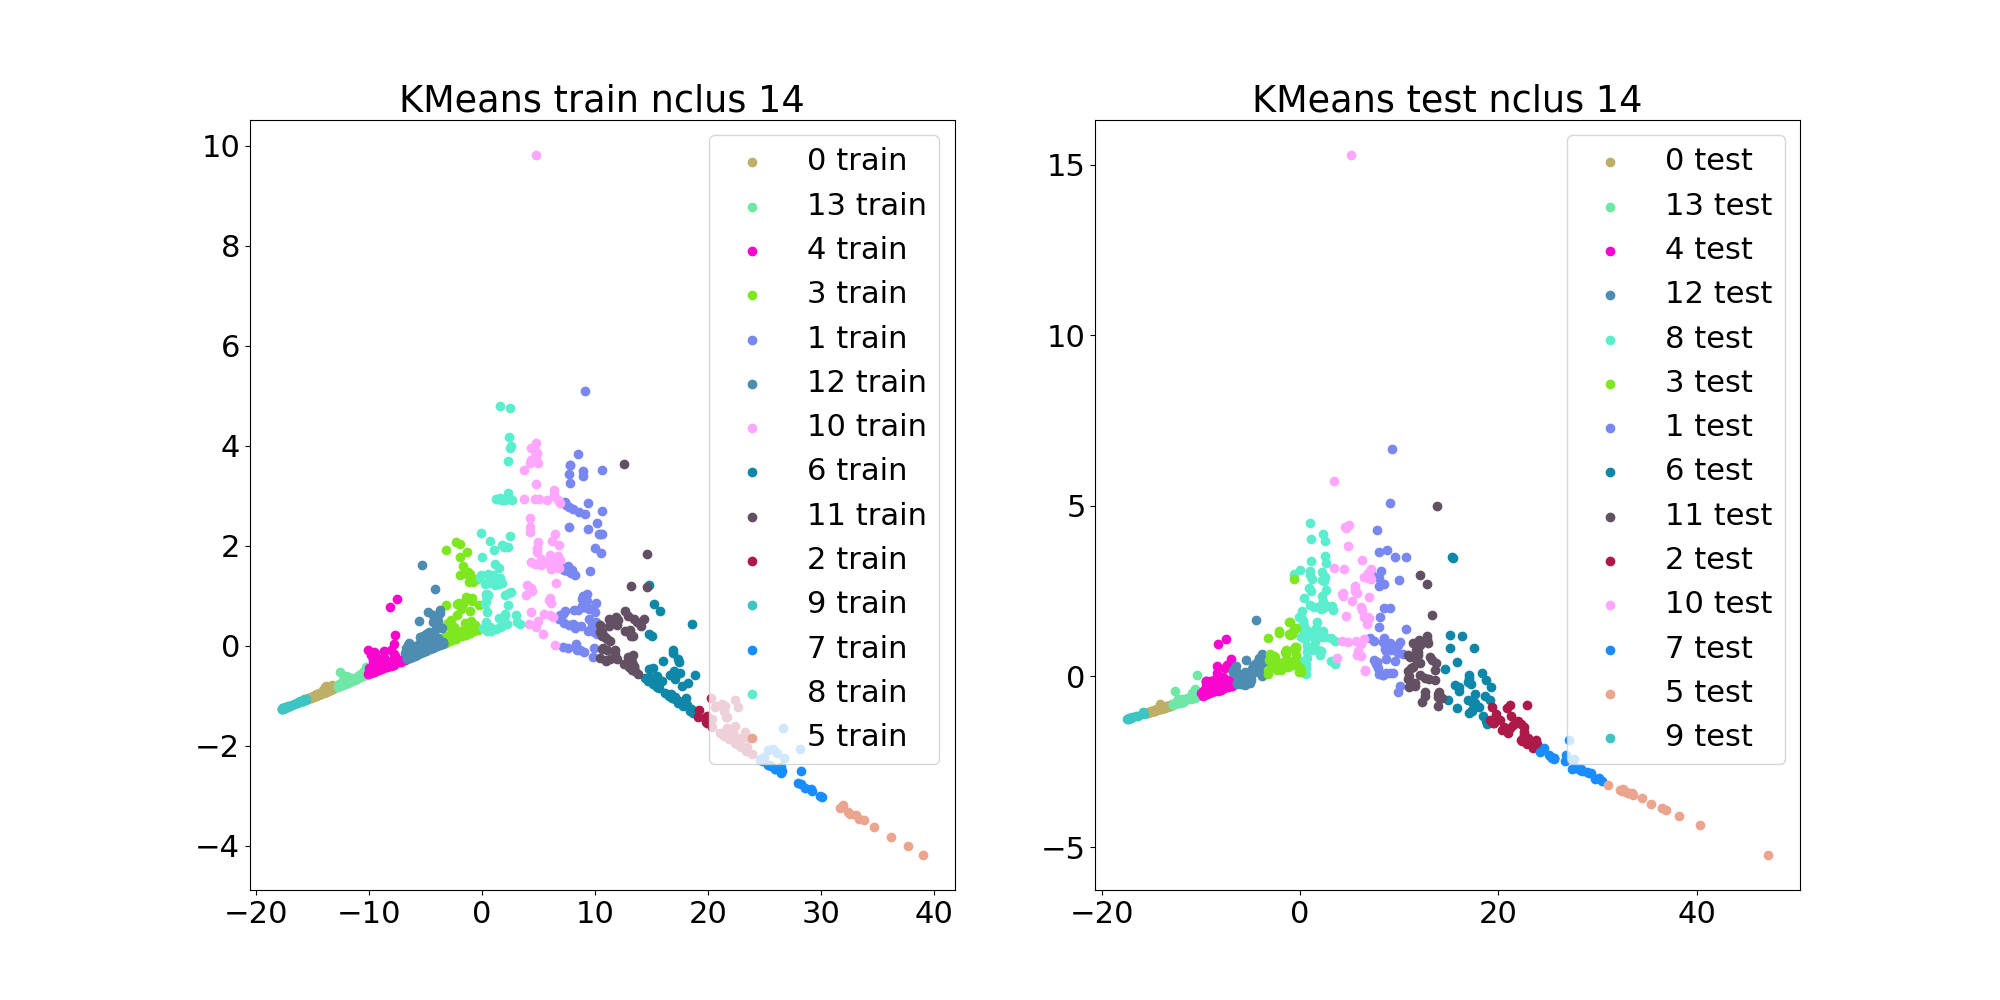 KMeans train nclus 14
10
8
6
4
2
0
−2
−4
−20
−10
0
10
20
30
40
0 train
13 train
4 train
3 train
1 train
12 train
10 train
6 train
11 train
2 train
9 train
7 train
8 train
5 train
KMeans test nclus 14
15
10
5
0
−5
−20
0
20
40
0 test
13 test
4 test
12 test
8 test
3 test
1 test
6 test
11 test
2 test
10 test
7 test
5 test
9 test